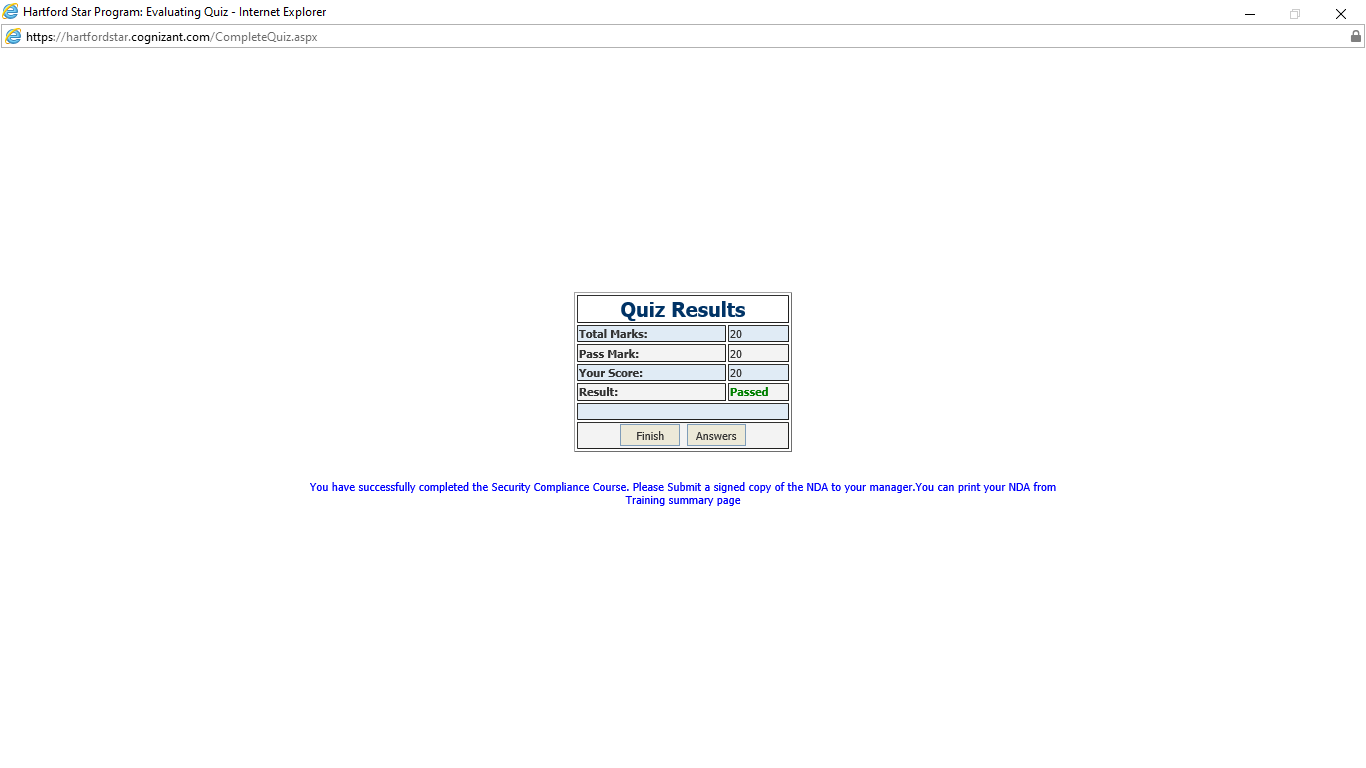 Hartford Star Program: Evaluating Quiz - Internet Explorer
https://hartfordstar.cognizant.com/CompleteQuiz.aspx
Quiz Results
Total Marks: 20
Pass Mark: 20
Your Score: 20
Result: Passed
Finish Answers
You have successfully completed the Security Compliance Course. Please Submit a signed copy of the NDA to your manager.You can print your NDA from
Training summary page